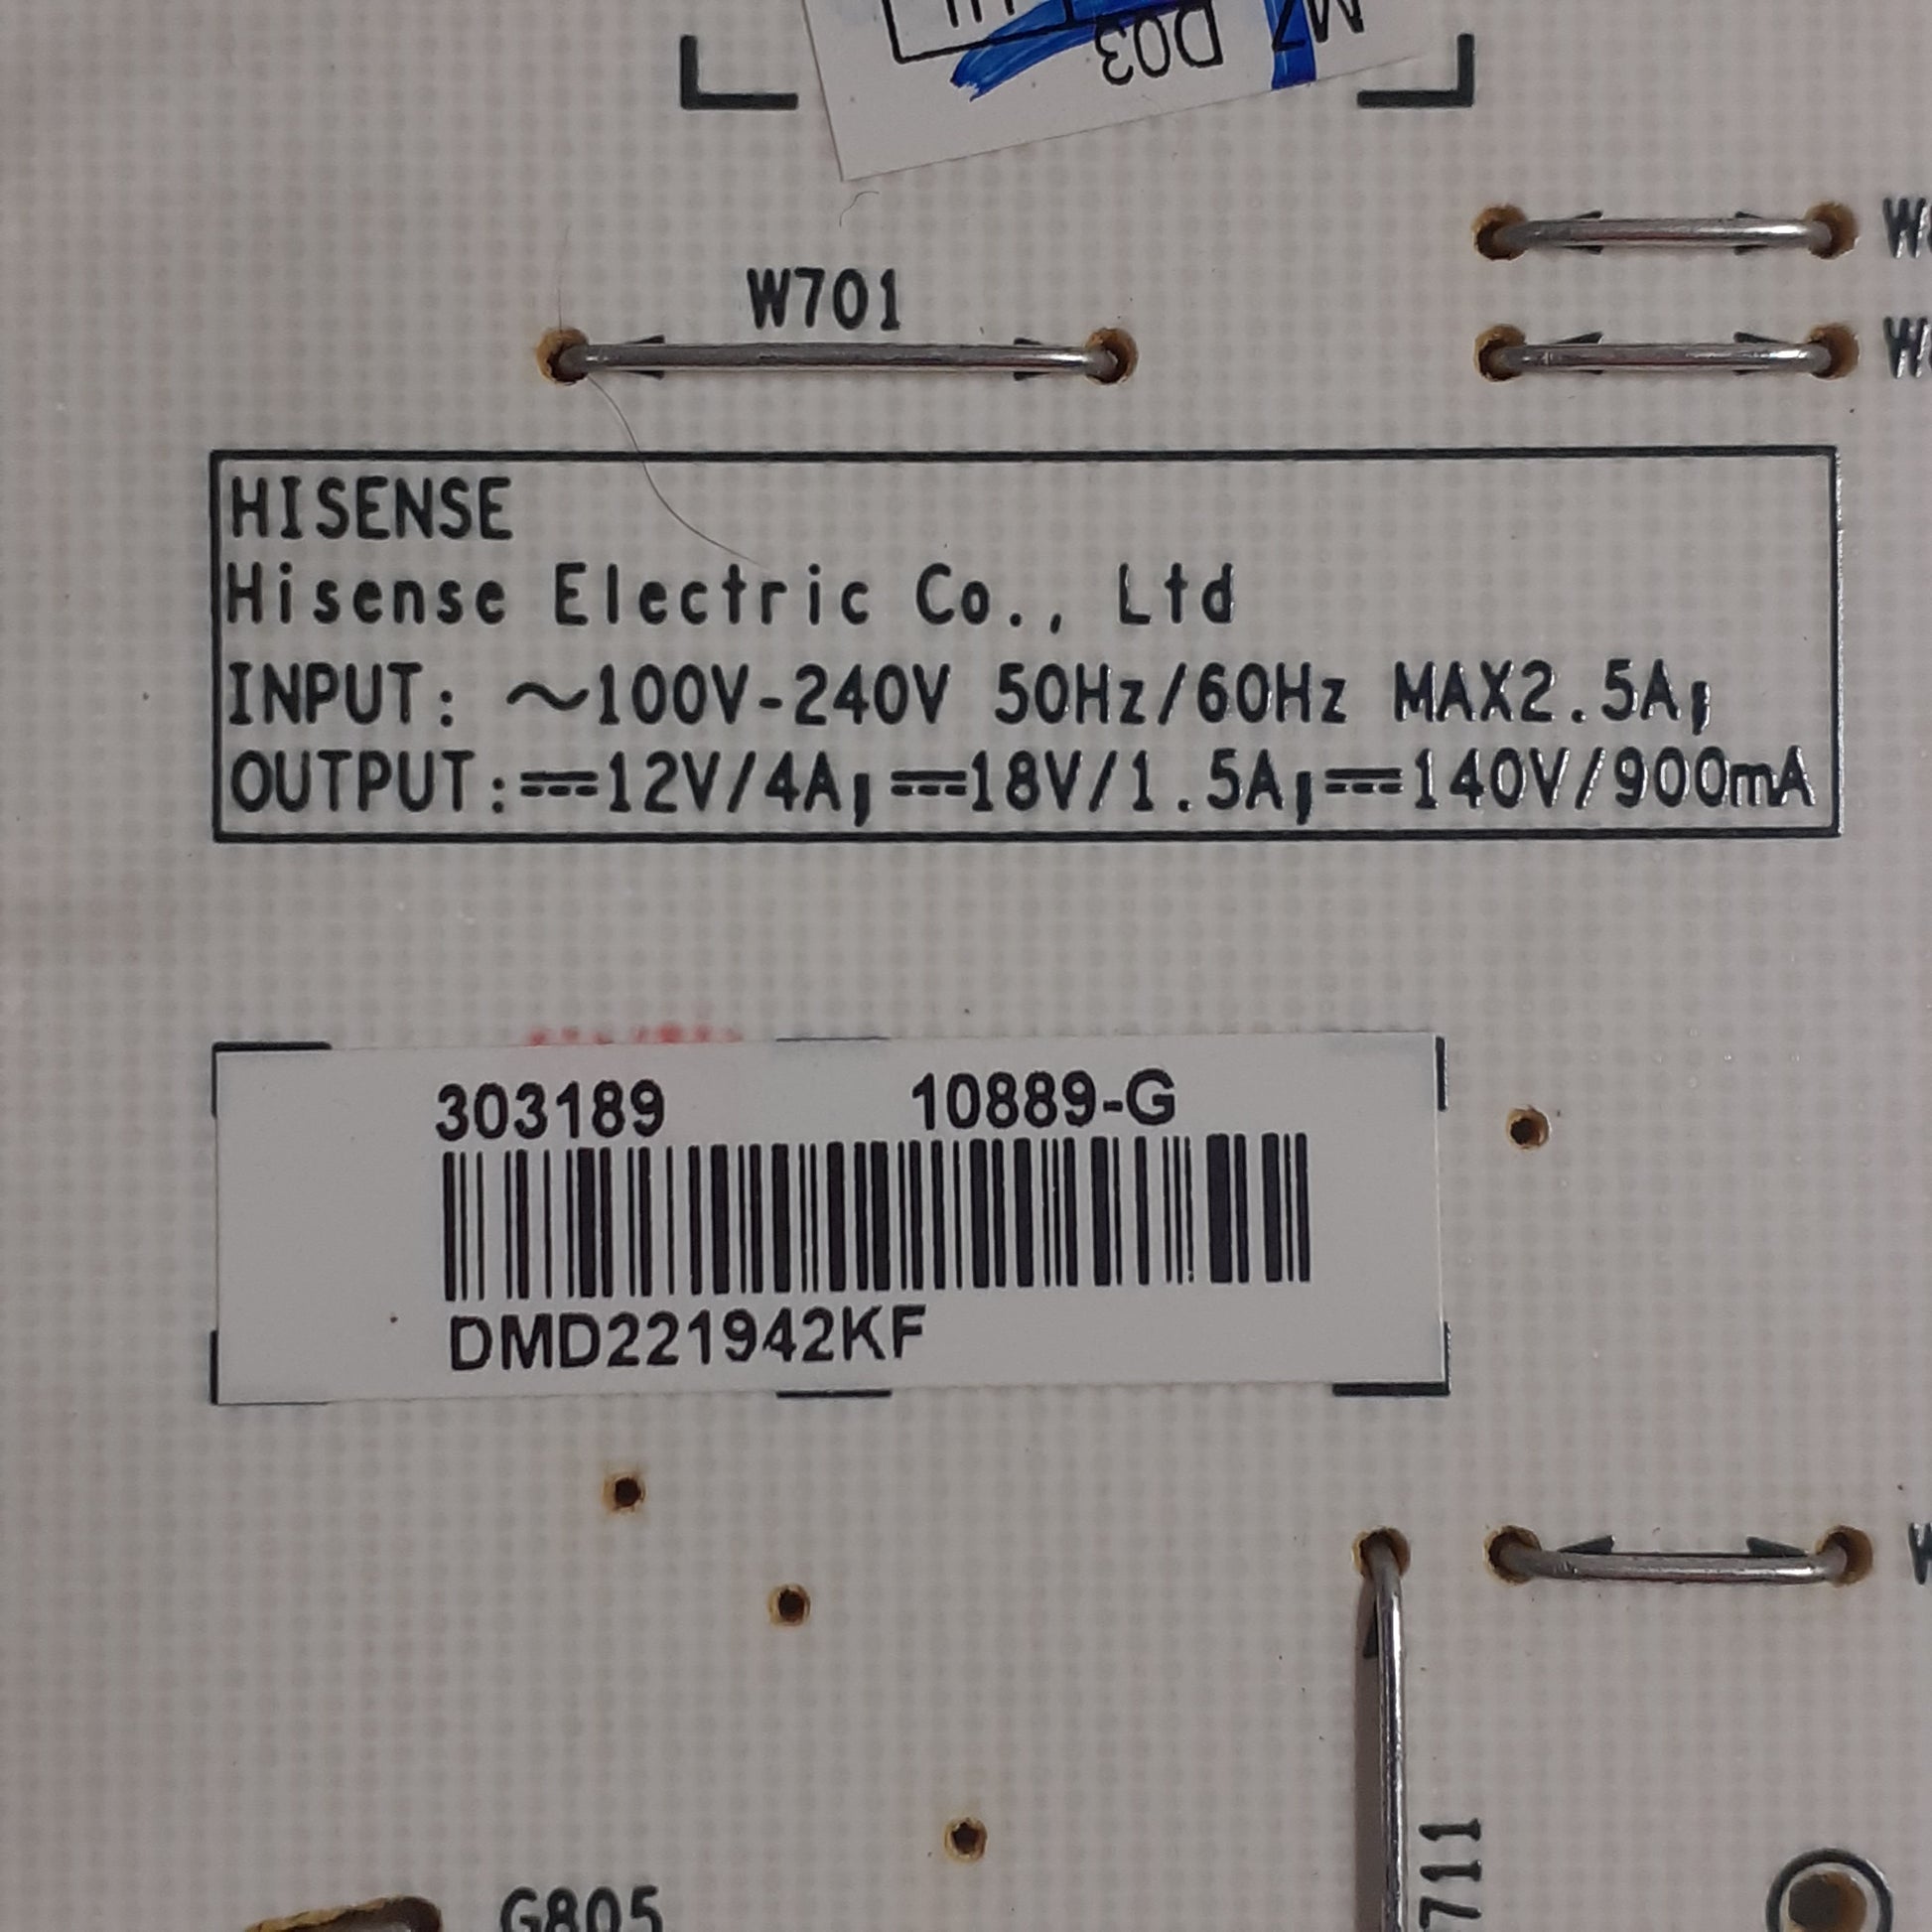 D03
W701
HISENSE
Hisense Electric Co., Ltd
INPUT: ~100V-240V 50Hz/60Hz MAX2.5A;
OUTPUT:⎓12V/4A; ⎓18V/1.5A;⎓140V/900mA
303189 10889-G
DMD221942KF
711
G805